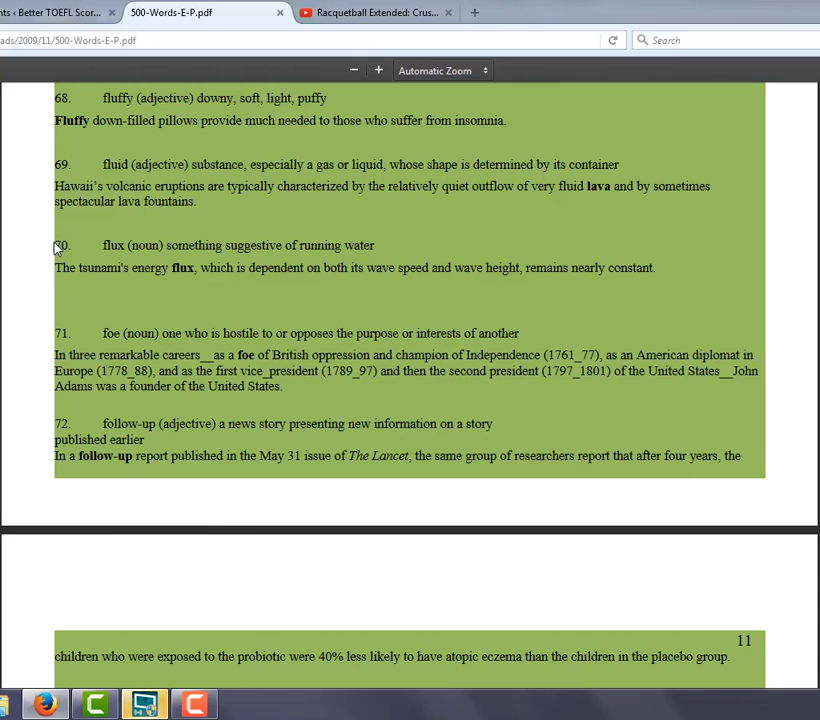 nts ‹ Better TOEFL Scor... × 500-Words-E-P.pdf × Racquetball Extended: Crus... × +
ads/2009/11/500-Words-E-P.pdf Search
− + Automatic Zoom
68. fluffy (adjective) downy, soft, light, puffy
Fluffy down-filled pillows provide much needed to those who suffer from insomnia.
69. fluid (adjective) substance, especially a gas or liquid, whose shape is determined by its container
Hawaii's volcanic eruptions are typically characterized by the relatively quiet outflow of very fluid lava and by sometimes
spectacular lava fountains.
70. flux (noun) something suggestive of running water
The tsunami's energy flux, which is dependent on both its wave speed and wave height, remains nearly constant.
71. foe (noun) one who is hostile to or opposes the purpose or interests of another
In three remarkable careers__as a foe of British oppression and champion of Independence (1761_77), as an American diplomat in
Europe (1778_88), and as the first vice_president (1789_97) and then the second president (1797_1801) of the United States__John
Adams was a founder of the United States.
72. follow-up (adjective) a news story presenting new information on a story
published earlier
In a follow-up report published in the May 31 issue of The Lancet, the same group of researchers report that after four years, the
11
children who were exposed to the probiotic were 40% less likely to have atopic eczema than the children in the placebo group.